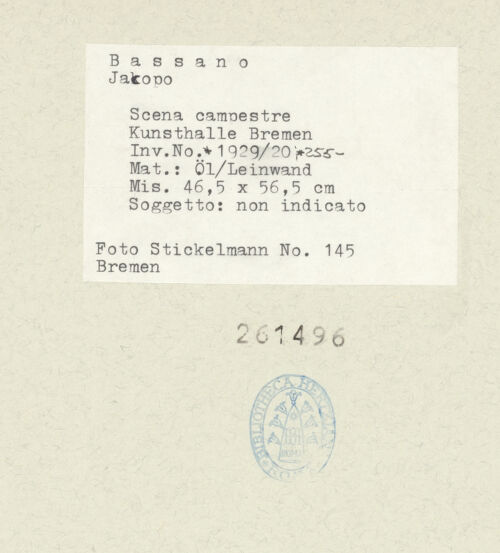 B a s s a n o
Jakopo
Scena campestre
Kunsthalle Bremen
Inv.No.* 1929/20 *255-
Mat.: Öl/Leinwand
Mis. 46,5 x 56,5 cm
Soggetto: non indicato
Foto Stickelmann No. 145
Bremen
261496
BIBLIOTHECA